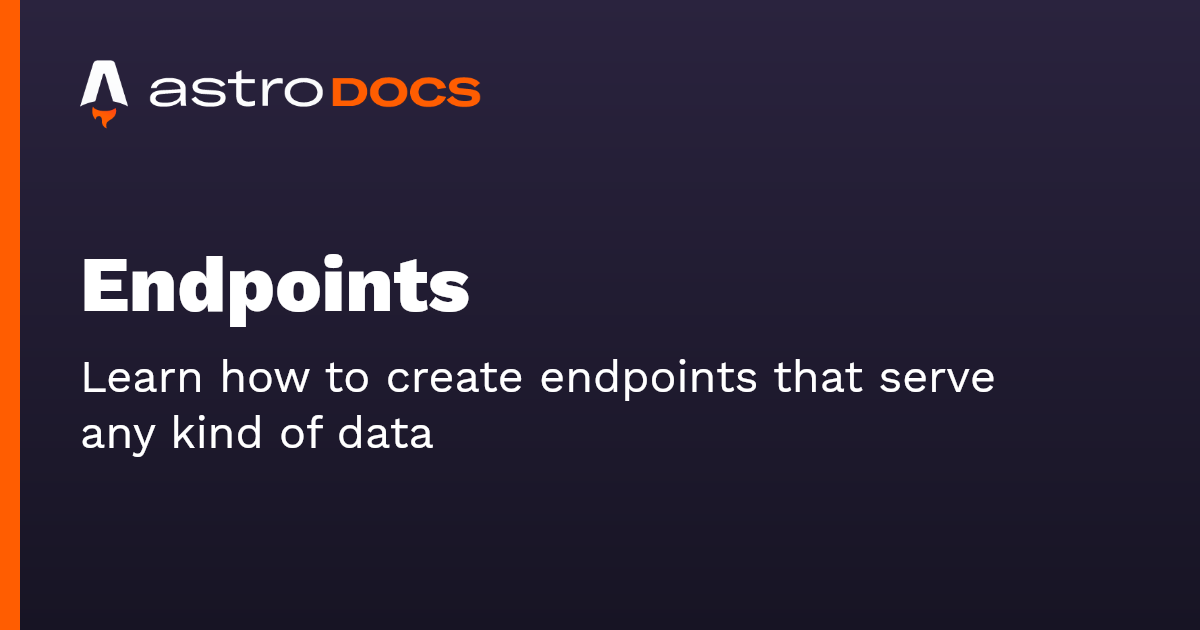 astro DOCS
Endpoints
Learn how to create endpoints that serve
any kind of data